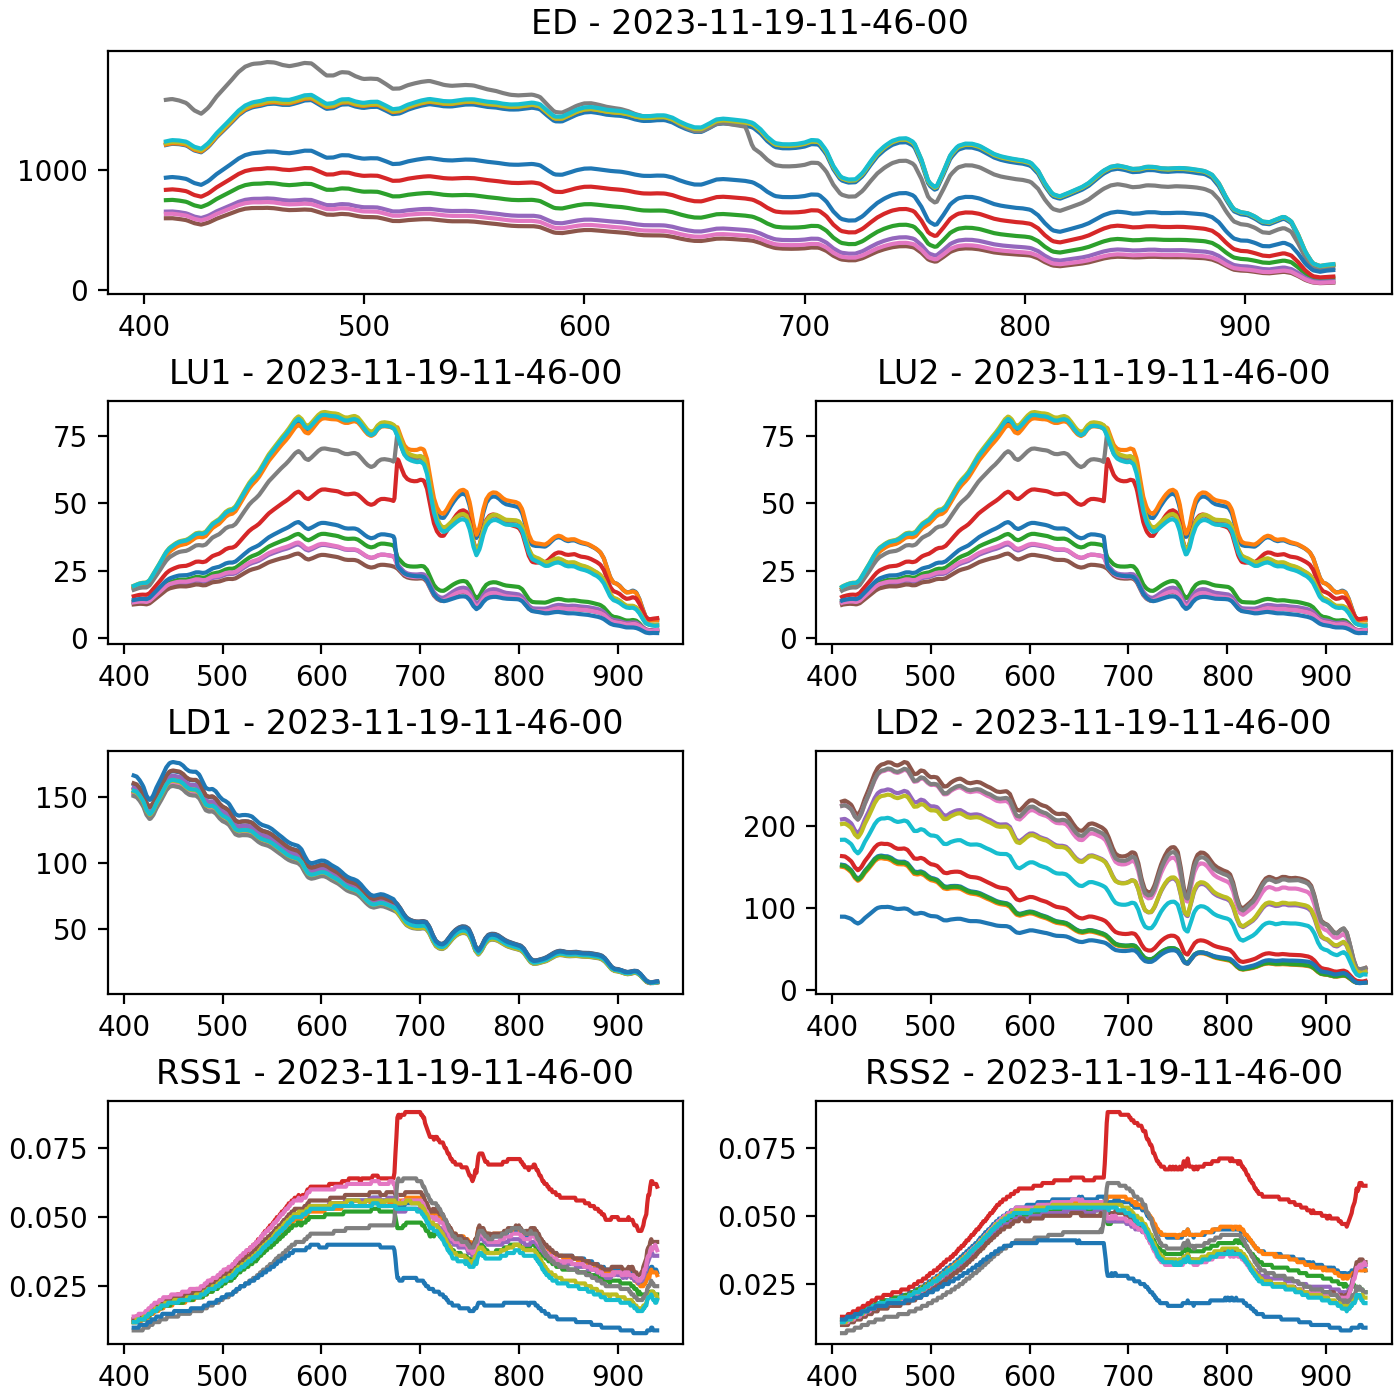 ED - 2023-11-19-11-46-00
1000
0
400 500 600 700 800 900
LU1 - 2023-11-19-11-46-00
75
50
25
0
400 500 600 700 800 900
LU2 - 2023-11-19-11-46-00
75
50
25
0
400 500 600 700 800 900
LD1 - 2023-11-19-11-46-00
150
100
50
400 500 600 700 800 900
LD2 - 2023-11-19-11-46-00
200
100
0
400 500 600 700 800 900
RSS1 - 2023-11-19-11-46-00
0.075
0.050
0.025
400 500 600 700 800 900
RSS2 - 2023-11-19-11-46-00
0.075
0.050
0.025
400 500 600 700 800 900